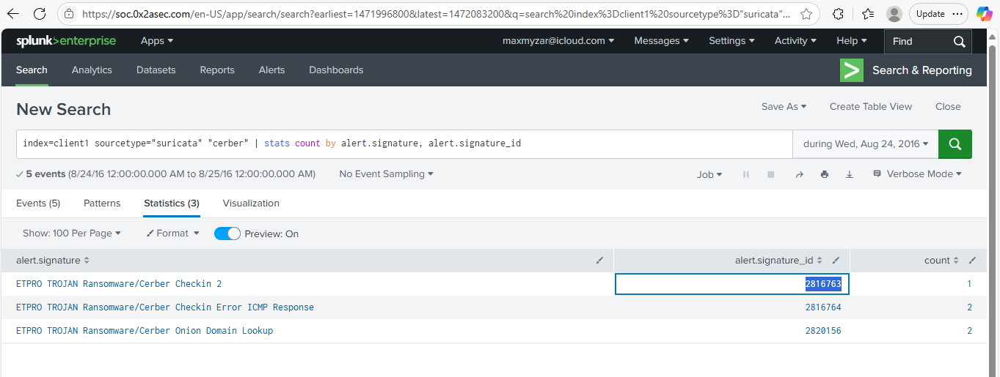 https://soc.0x2asec.com/en-US/app/search/search?earliest=1471996800&latest=1472083200&q=search%20index%3Dclient1%20sourcetype%3D"suricata"...
Update
splunk>enterprise Apps maxmyzar@icloud.com Messages Settings Activity Help Find
Search Analytics Datasets Reports Alerts Dashboards Search & Reporting
New Search Save As Create Table View Close
index=client1 sourcetype="suricata" "cerber" | stats count by alert.signature, alert.signature_id during Wed, Aug 24, 2016
5 events (8/24/16 12:00:00.000 AM to 8/25/16 12:00:00.000 AM) No Event Sampling Job Verbose Mode
Events (5) Patterns Statistics (3) Visualization
Show: 100 Per Page Format Preview: On
alert.signature alert.signature_id count
ETPRO TROJAN Ransomware/Cerber Checkin 2 2816763 1
ETPRO TROJAN Ransomware/Cerber Checkin Error ICMP Response 2816764 2
ETPRO TROJAN Ransomware/Cerber Onion Domain Lookup 2820156 2